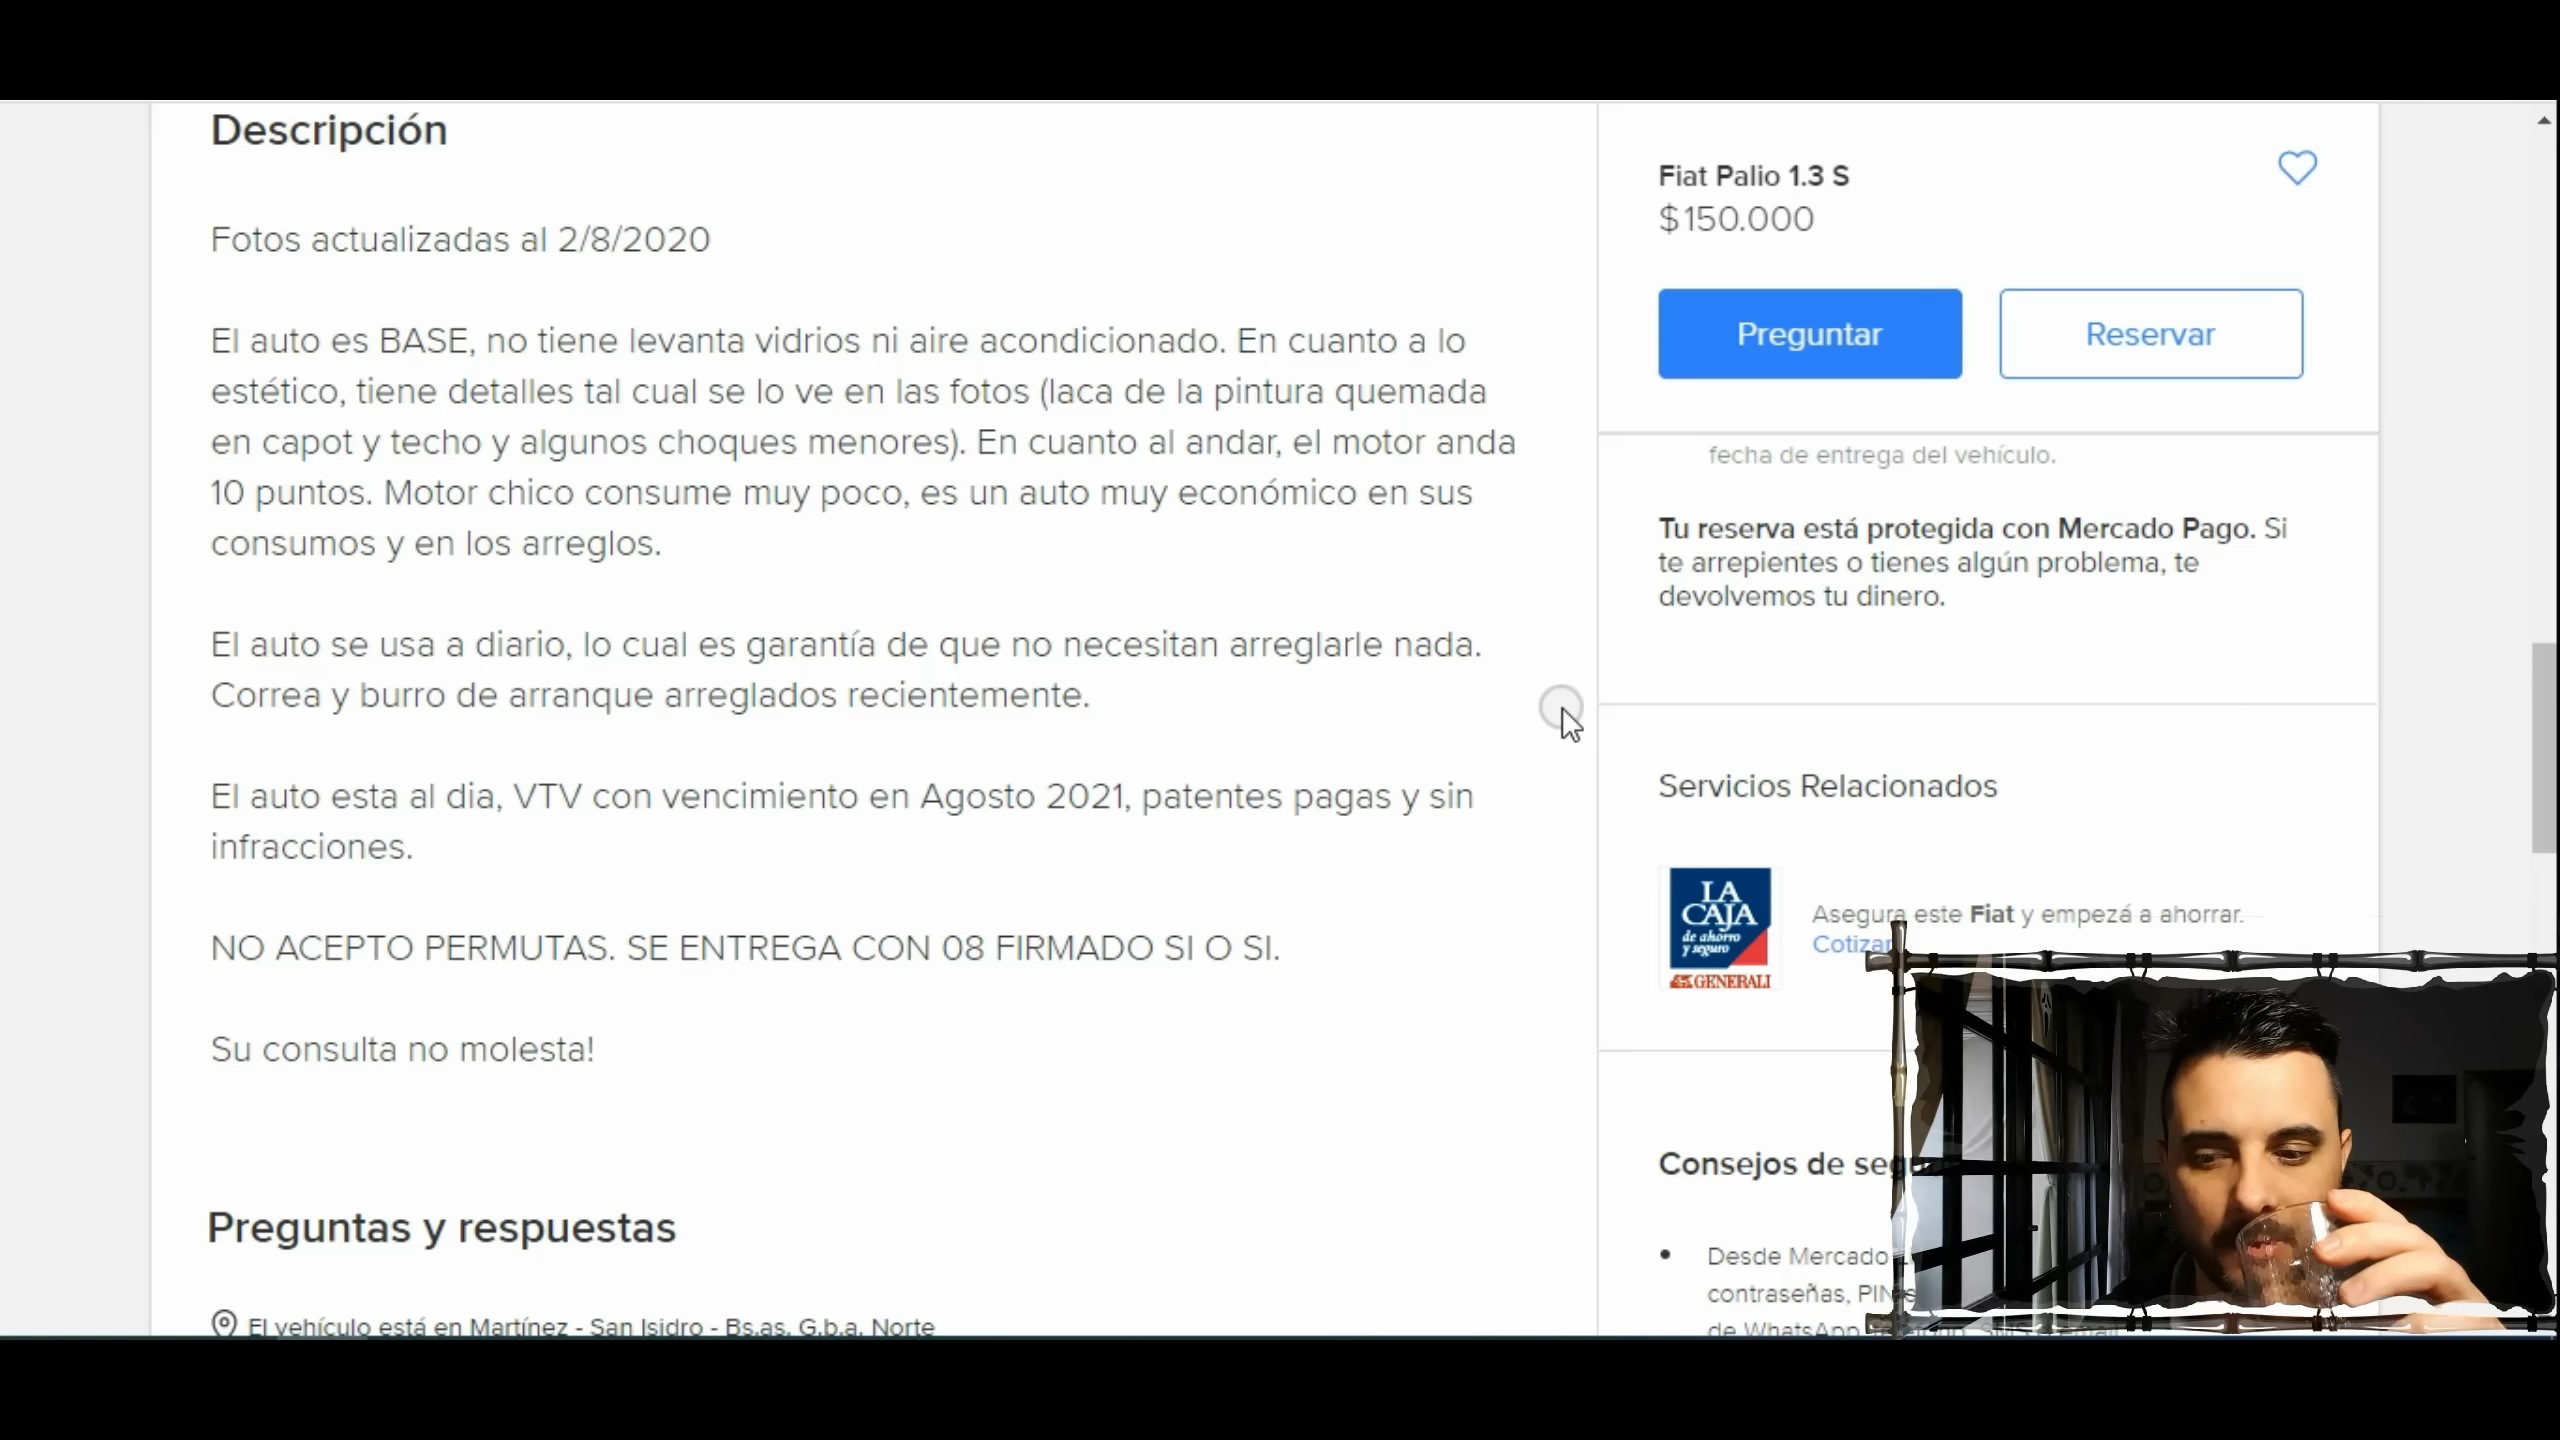 Descripción
Fotos actualizadas al 2/8/2020
El auto es BASE, no tiene levanta vidrios ni aire acondicionado. En cuanto a lo
estético, tiene detalles tal cual se lo ve en las fotos (laca de la pintura quemada
en capot y techo y algunos choques menores). En cuanto al andar, el motor anda
10 puntos. Motor chico consume muy poco, es un auto muy económico en sus
consumos y en los arreglos.
El auto se usa a diario, lo cual es garantía de que no necesitan arreglarle nada.
Correa y burro de arranque arreglados recientemente.
El auto esta al dia, VTV con vencimiento en Agosto 2021, patentes pagas y sin
infracciones.
NO ACEPTO PERMUTAS. SE ENTREGA CON 08 FIRMADO SI O SI.
Su consulta no molesta!
Preguntas y respuestas
El vehículo está en Martínez - San Isidro - Bs.as. G.b.a. Norte
Fiat Palio 1.3 S
$150.000
Preguntar
Reservar
fecha de entrega del vehículo.
Tu reserva está protegida con Mercado Pago. Si
te arrepientes o tienes algún problema, te
devolvemos tu dinero.
Servicios Relacionados
LA
CAJA
de ahorro
y seguro
GENERALI
Asegura este Fiat y empezá a ahorrar.
Cotizar
Consejos de
Desde Mercado
contraseñas,
de WhatsApp,